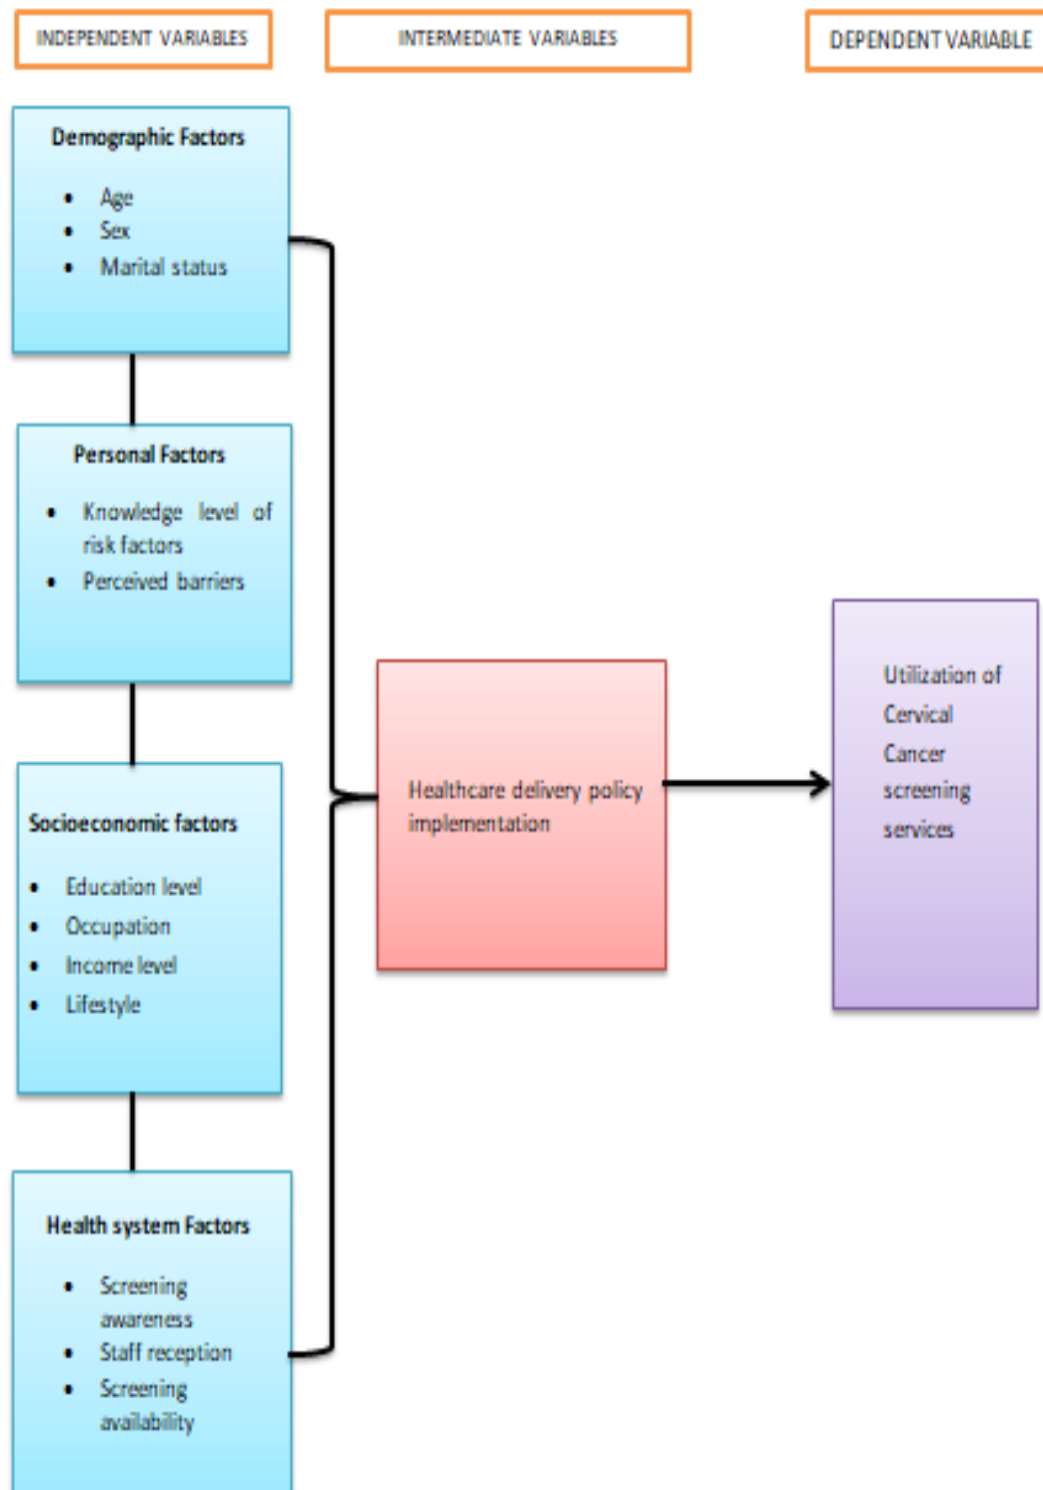 INDEPENDENT VARIABLES
INTERMEDIATE VARIABLES
DEPENDENT VARIABLE
Demographic Factors
• Age
• Sex
• Marital status
Personal Factors
• Knowledge level of
risk factors
• Perceived barriers
Socioeconomic factors
• Education level
• Occupation
• Income level
• Lifestyle
Health system Factors
• Screening
awareness
• Staff reception
• Screening
availability
Healthcare delivery policy
implementation
Utilization of
Cervical
Cancer
screening
services